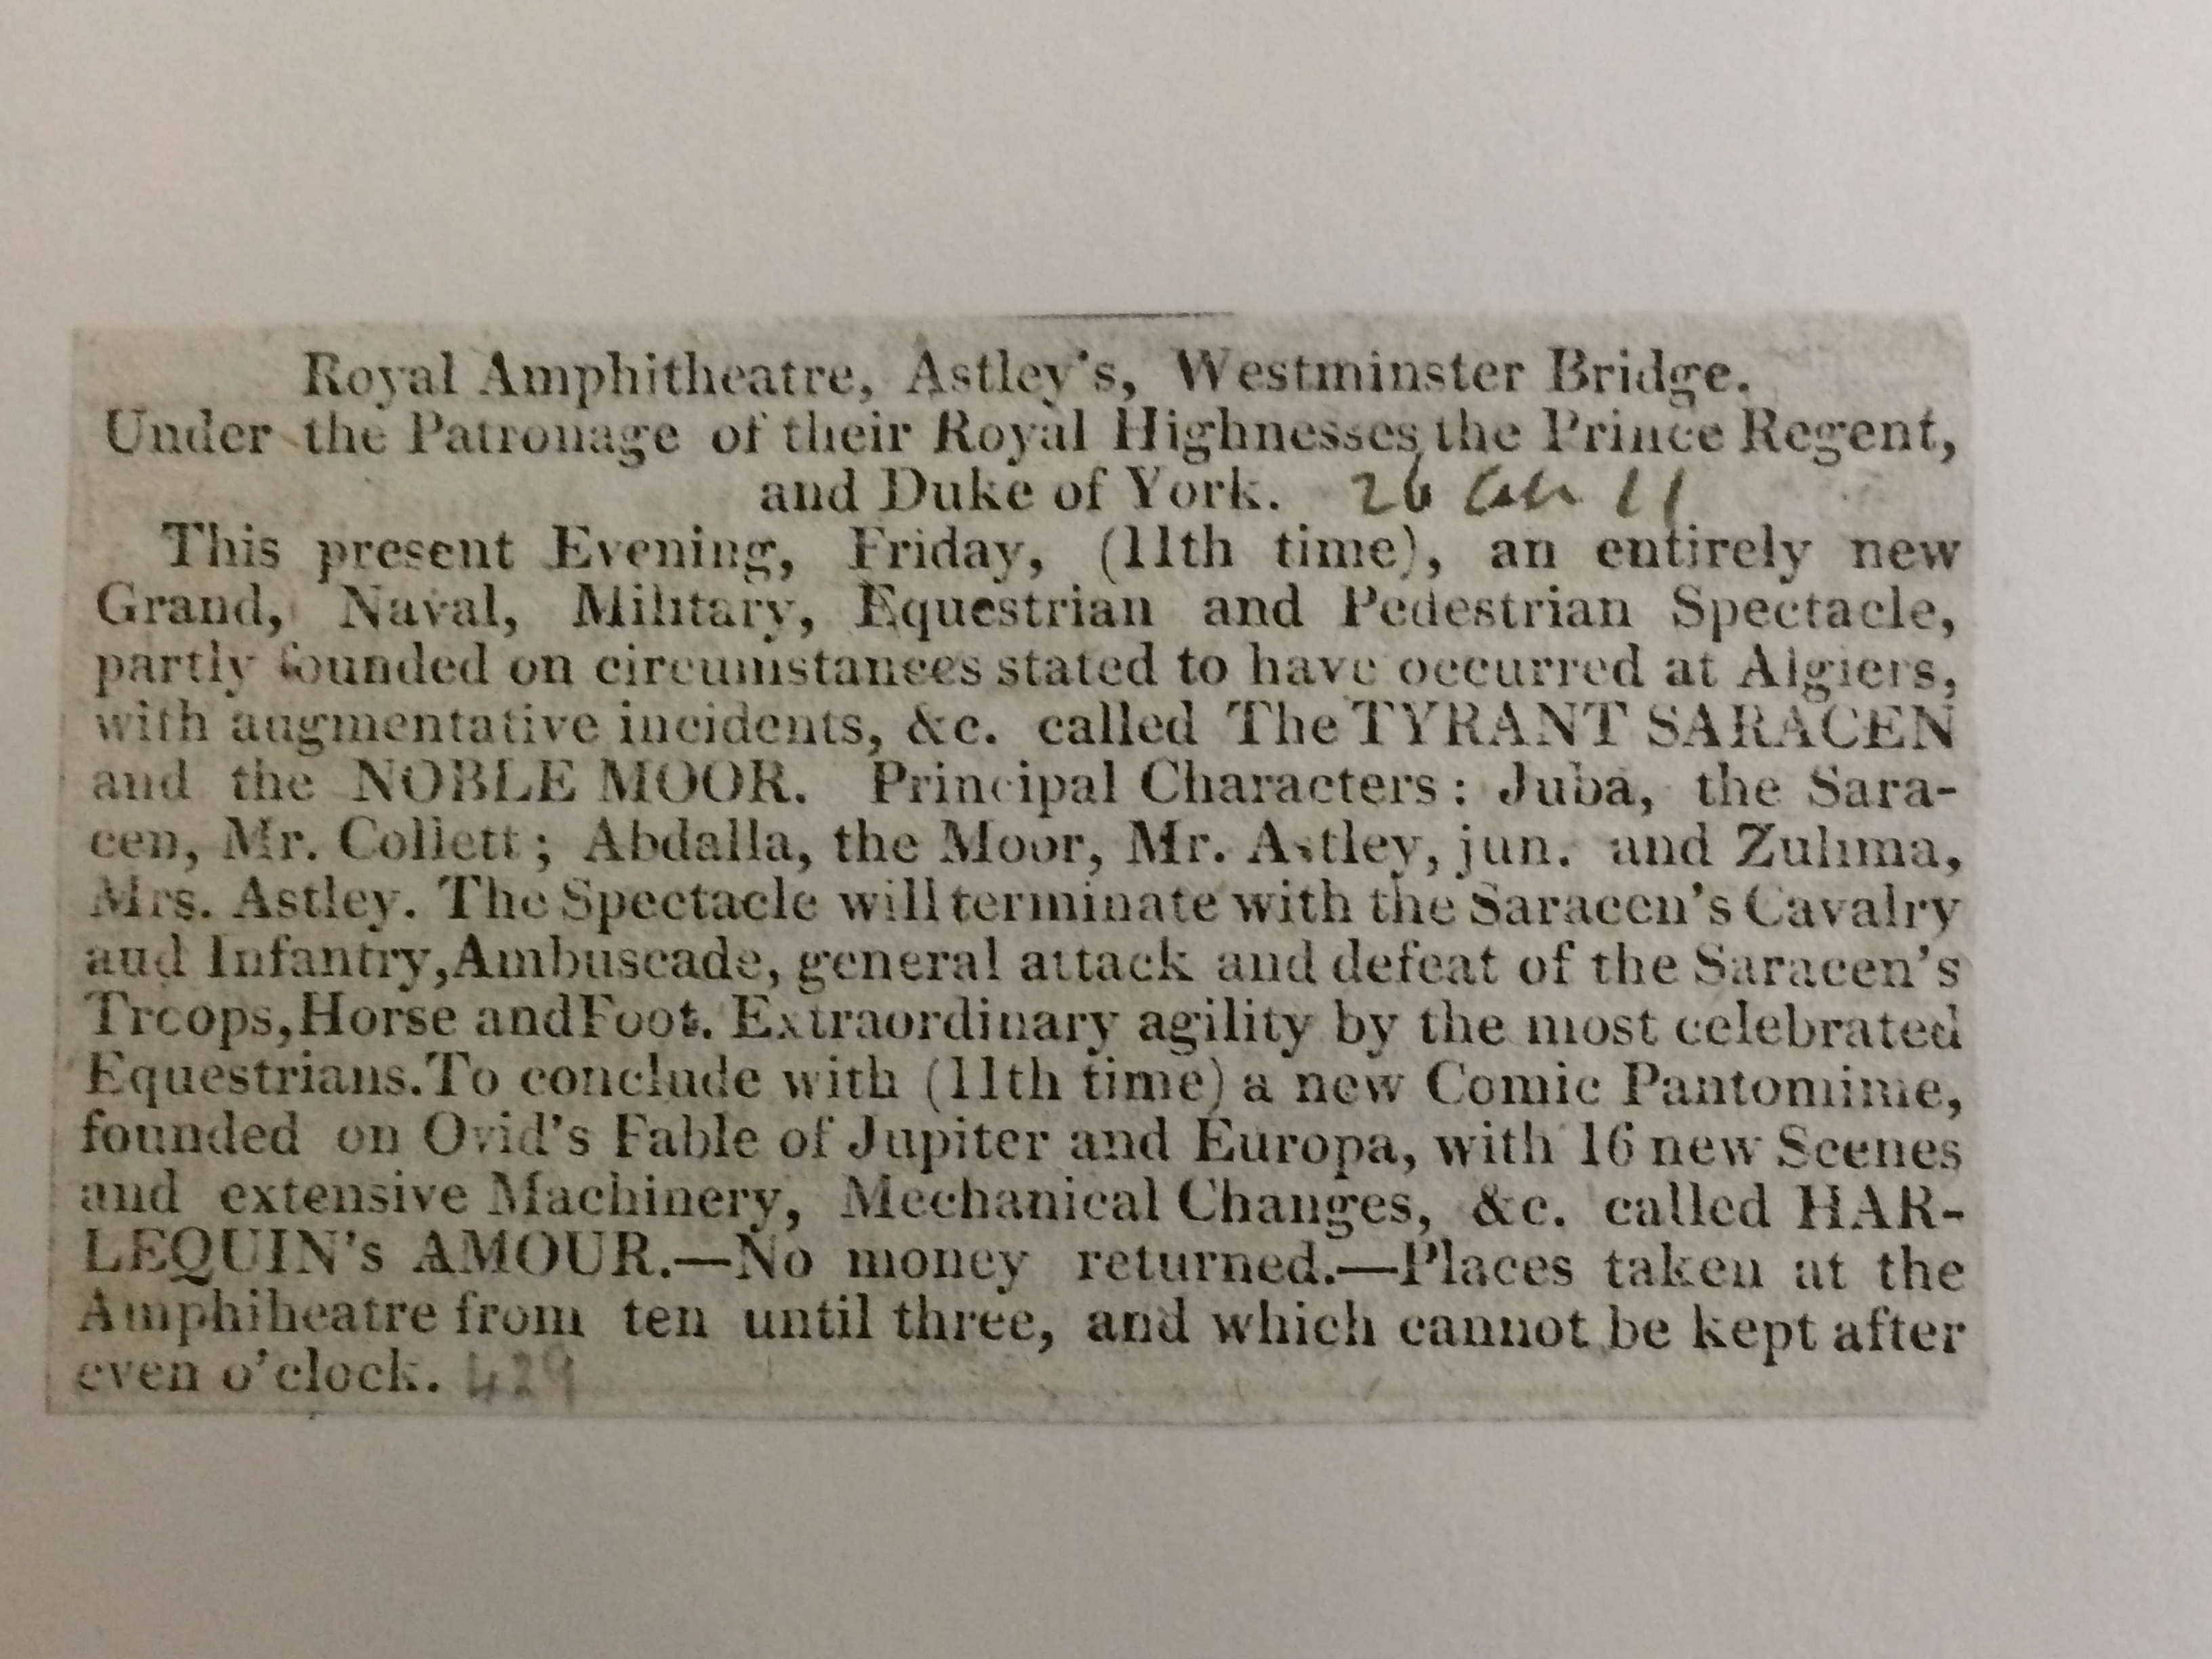 Royal Amphitheatre, Astley's, Westminster Bridge.
Under the Patronage of their Royal Highnesses the Prince Regent,
and Duke of York. 26 11
This present Evening, Friday, (11th time), an entirely new
Grand, Naval, Military, Equestrian and Pedestrian Spectacle,
partly founded on circumstances stated to have occurred at Algiers,
with augmentative incidents, &c. called The TYRANT SARACEN
and the NOBLE MOOR. Principal Characters: Juba, the Sara-
cen, Mr. Collett; Abdalla, the Moor, Mr. Astley, jun. and Zulima,
Mrs. Astley. The Spectacle will terminate with the Saracen's Cavalry
and Infantry, Ambuscade, general attack and defeat of the Saracen's
Troops, Horse and Foot. Extraordinary agility by the most celebrated
Equestrians. To conclude with (11th time) a new Comic Pantomime,
founded on Ovid's Fable of Jupiter and Europa, with 16 new Scenes
and extensive Machinery, Mechanical Changes, &c. called HAR-
LEQUIN's AMOUR.—No money returned.—Places taken at the
Amphiheatre from ten until three, and which cannot be kept after
even o'clock. 429